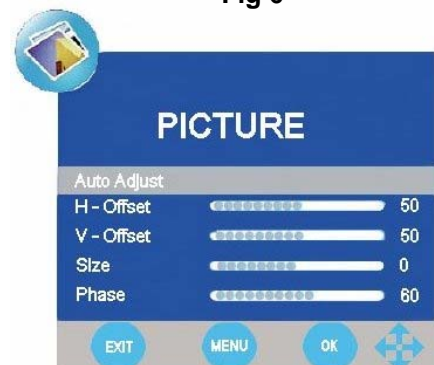 PICTURE
Auto Adjust
H - Offset 50
V - Offset 50
Size 0
Phase 60
EXIT MENU OK